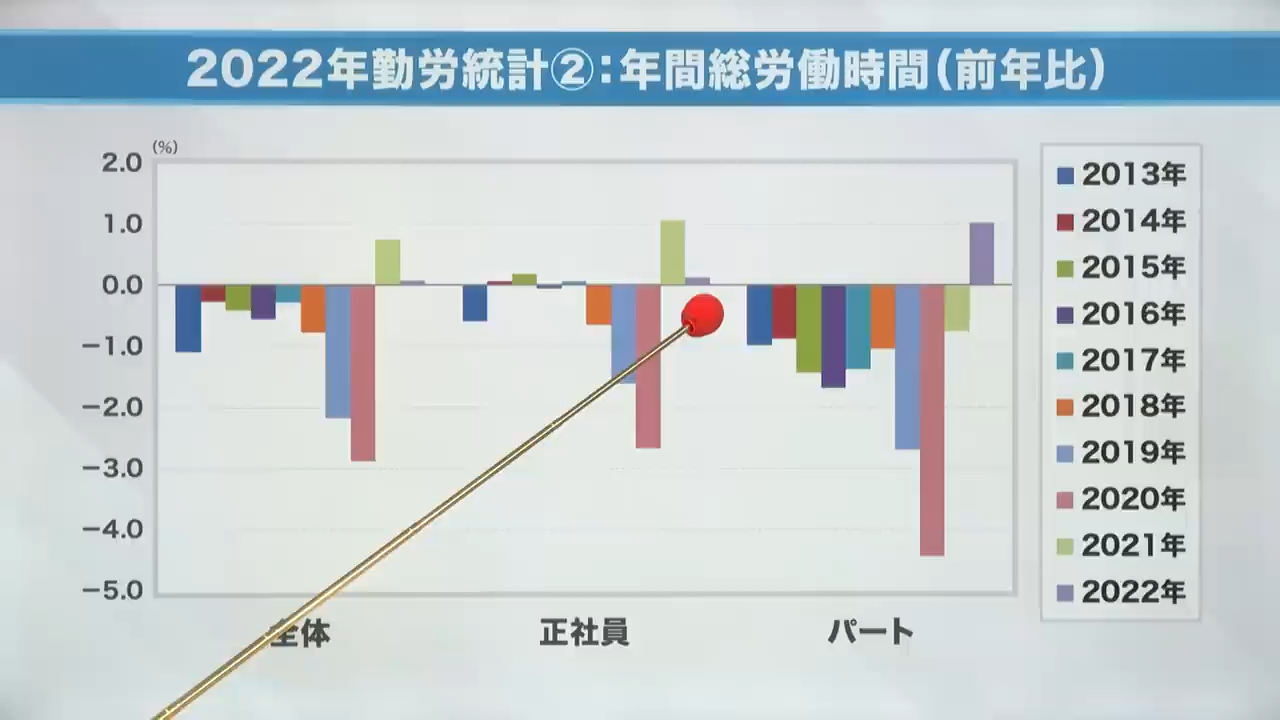 2022年勤労統計②：年間総労働時間（前年比）
(%)
2.0
1.0
0.0
−1.0
−2.0
−3.0
−4.0
−5.0
全体
正社員
パート
2013年
2014年
2015年
2016年
2017年
2018年
2019年
2020年
2021年
2022年